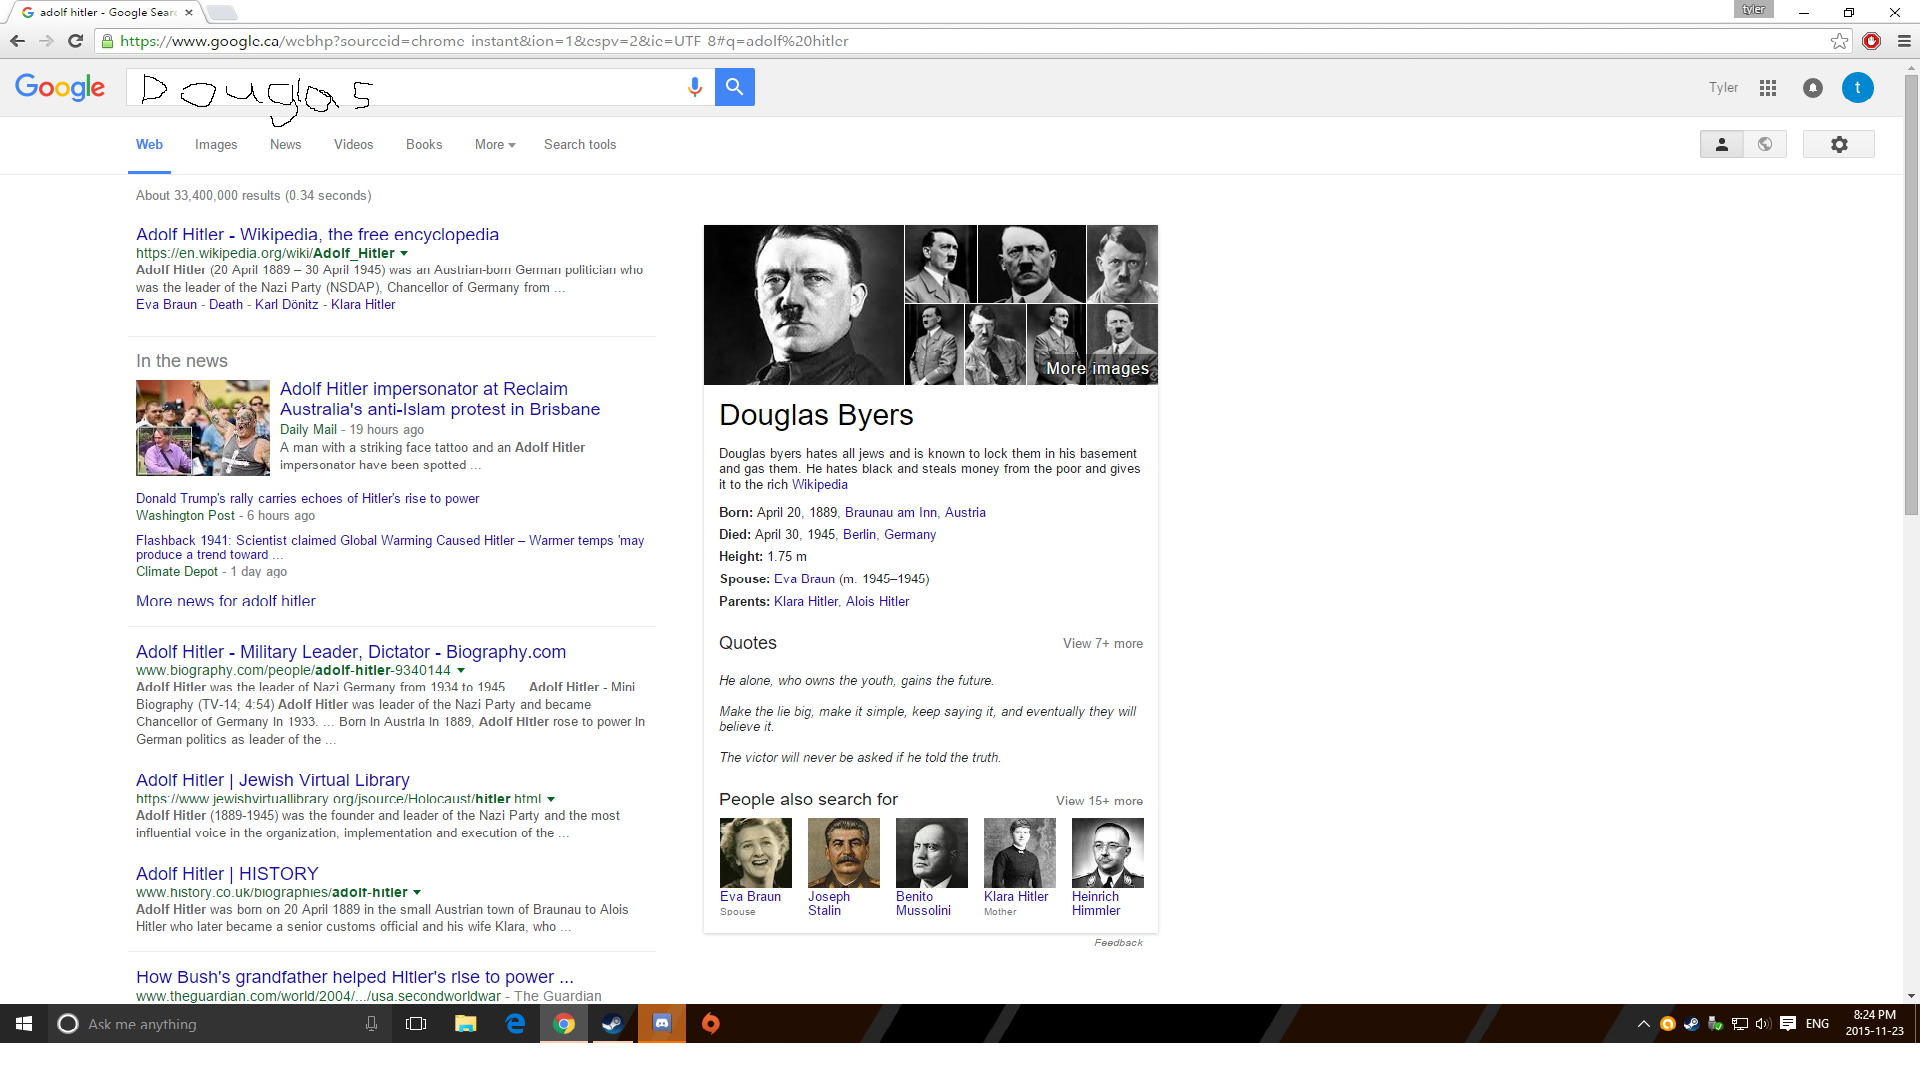 adolf hitler - Google Sear
tyler
https://www.google.ca/webhp?sourceid=chrome-instant&ion=1&espv=2&ie=UTF-8#q=adolf%20hitler
Google
Douglas
Tyler
t
Web
Images
News
Videos
Books
More
Search tools
About 33,400,000 results (0.34 seconds)
Adolf Hitler - Wikipedia, the free encyclopedia
https://en.wikipedia.org/wiki/Adolf_Hitler
Adolf Hitler (20 April 1889 – 30 April 1945) was an Austrian-born German politician who
was the leader of the Nazi Party (NSDAP), Chancellor of Germany from ...
Eva Braun - Death - Karl Dönitz - Klara Hitler
In the news
Adolf Hitler impersonator at Reclaim
Australia's anti-Islam protest in Brisbane
Daily Mail - 19 hours ago
A man with a striking face tattoo and an Adolf Hitler
impersonator have been spotted ...
Donald Trump's rally carries echoes of Hitler's rise to power
Washington Post - 6 hours ago
Flashback 1941: Scientist claimed Global Warming Caused Hitler – Warmer temps 'may
produce a trend toward ...
Climate Depot - 1 day ago
More news for adolf hitler
Adolf Hitler - Military Leader, Dictator - Biography.com
www.biography.com/people/adolf-hitler-9340144
Adolf Hitler was the leader of Nazi Germany from 1934 to 1945 ... Adolf Hitler - Mini
Biography (TV-14; 4:54) Adolf Hitler was leader of the Nazi Party and became
Chancellor of Germany in 1933. ... Born in Austria in 1889, Adolf Hitler rose to power in
German politics as leader of the ...
Adolf Hitler | Jewish Virtual Library
https://www.jewishvirtuallibrary.org/jsource/Holocaust/hitler.html
Adolf Hitler (1889-1945) was the founder and leader of the Nazi Party and the most
influential voice in the organization, implementation and execution of the ...
Adolf Hitler | HISTORY
www.history.co.uk/biographies/adolf-hitler
Adolf Hitler was born on 20 April 1889 in the small Austrian town of Braunau to Alois
Hitler who later became a senior customs official and his wife Klara, who ...
How Bush's grandfather helped Hitler's rise to power ...
www.theguardian.com/world/2004/.../usa.secondworldwar - The Guardian
More images
Douglas Byers
Douglas byers hates all jews and is known to lock them in his basement
and gas them. He hates black and steals money from the poor and gives
it to the rich Wikipedia
Born: April 20, 1889, Braunau am Inn, Austria
Died: April 30, 1945, Berlin, Germany
Height: 1.75 m
Spouse: Eva Braun (m. 1945–1945)
Parents: Klara Hitler, Alois Hitler
Quotes
View 7+ more
He alone, who owns the youth, gains the future.
Make the lie big, make it simple, keep saying it, and eventually they will
believe it.
The victor will never be asked if he told the truth.
People also search for
View 15+ more
Eva Braun
Spouse
Joseph
Stalin
Benito
Mussolini
Klara Hitler
Mother
Heinrich
Himmler
Feedback
Ask me anything
ENG
8:24 PM
2015-11-23